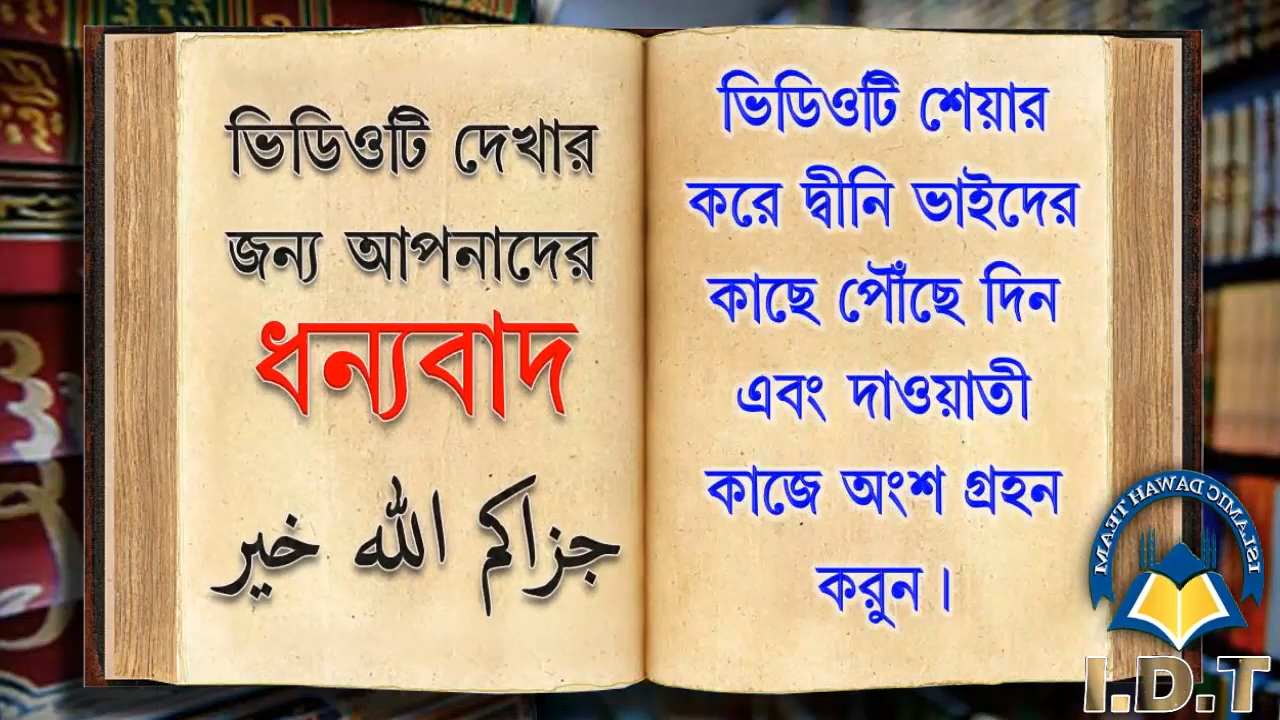 ভিডিওটি দেখার
জন্য আপনাদের
ধন্যবাদ
جزاكم الله خير
ভিডিওটি শেয়ার
করে দ্বীনি ভাইদের
কাছে পৌঁছে দিন
এবং দাওয়াতী
কাজে অংশ গ্রহন
করুন।
ISLAMIC DAWAH TEAM
I.D.T